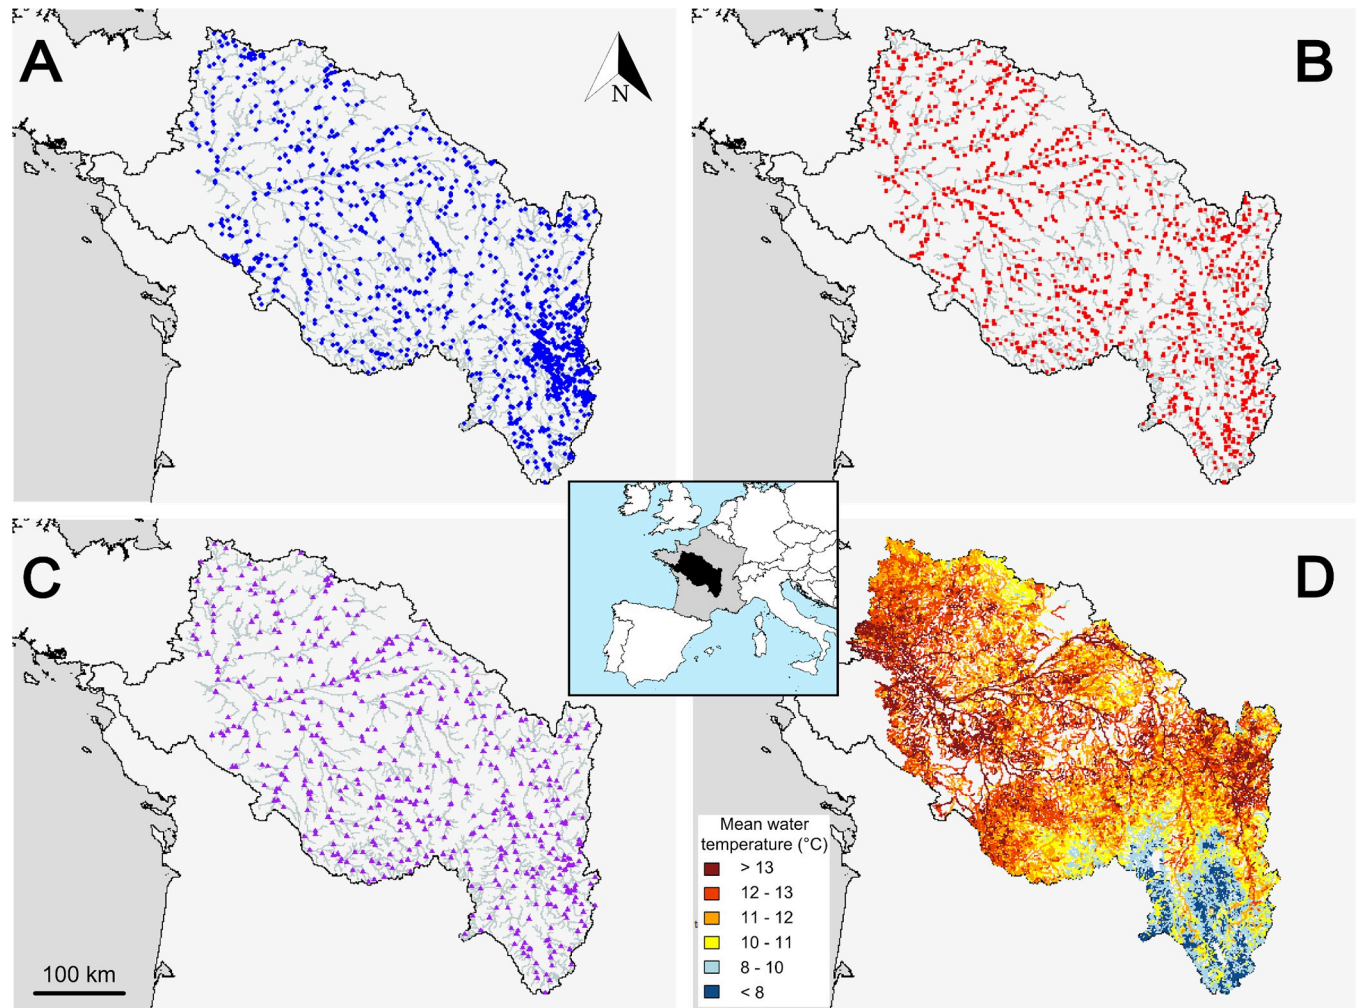 A
N
B
C
100 km
D
Mean water
temperature (°C)
> 13
12 - 13
11 - 12
10 - 11
8 - 10
< 8